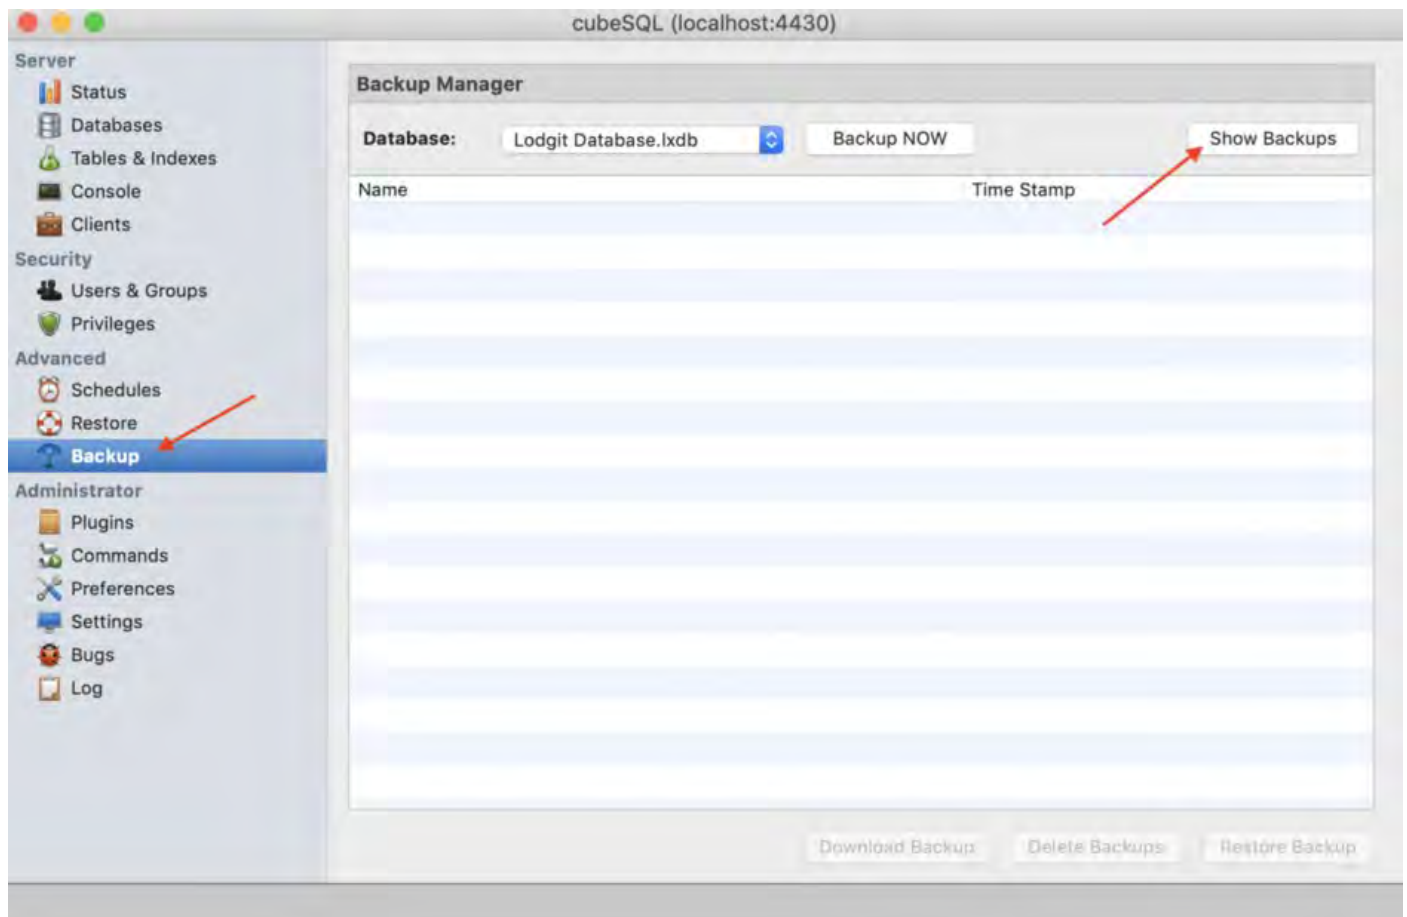 cubeSQL (localhost:4430)
Server
Status
Databases
Tables & Indexes
Console
Clients
Security
Users & Groups
Privileges
Advanced
Schedules
Restore
Backup
Administrator
Plugins
Commands
Preferences
Settings
Bugs
Log
Backup Manager
Database: Lodgit Database.lxdb Backup NOW Show Backups
Name Time Stamp
Download Backup Delete Backups Restore Backup